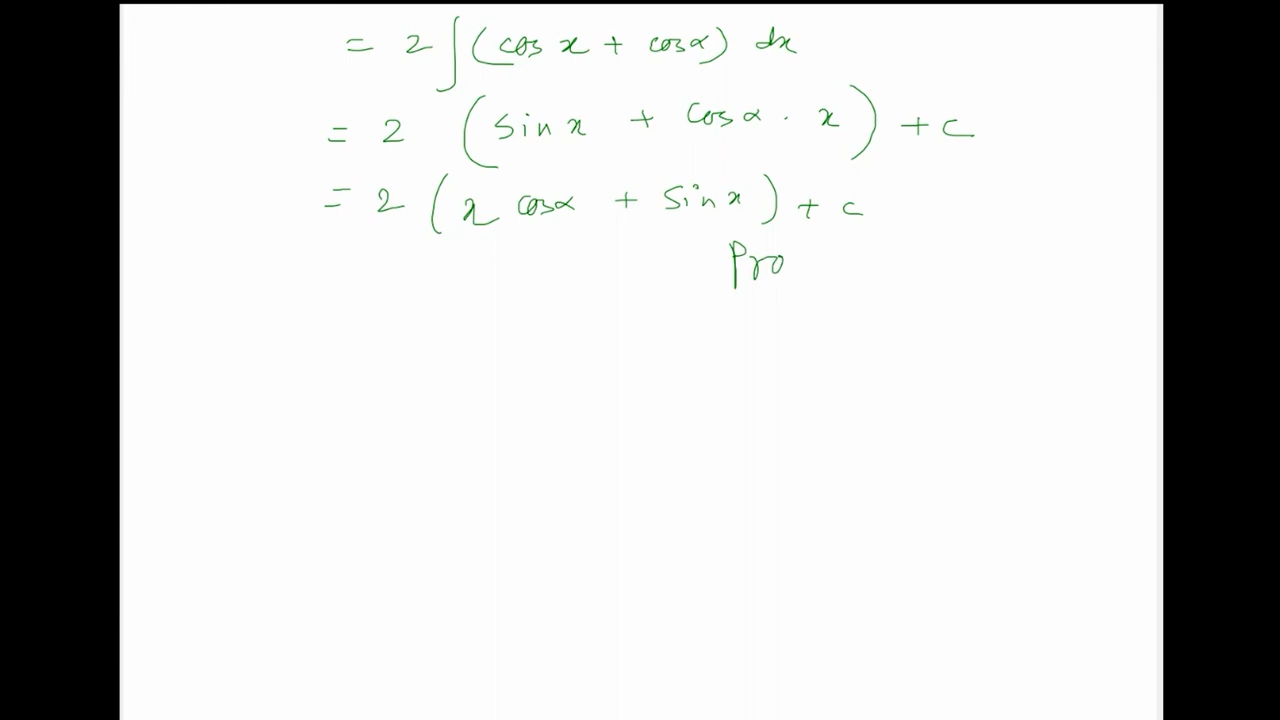 = 2 ∫ (cos x + cos α) dx
= 2 (sin x + cos α . x) + c
= 2 (x cos α + sin x) + c
Pro